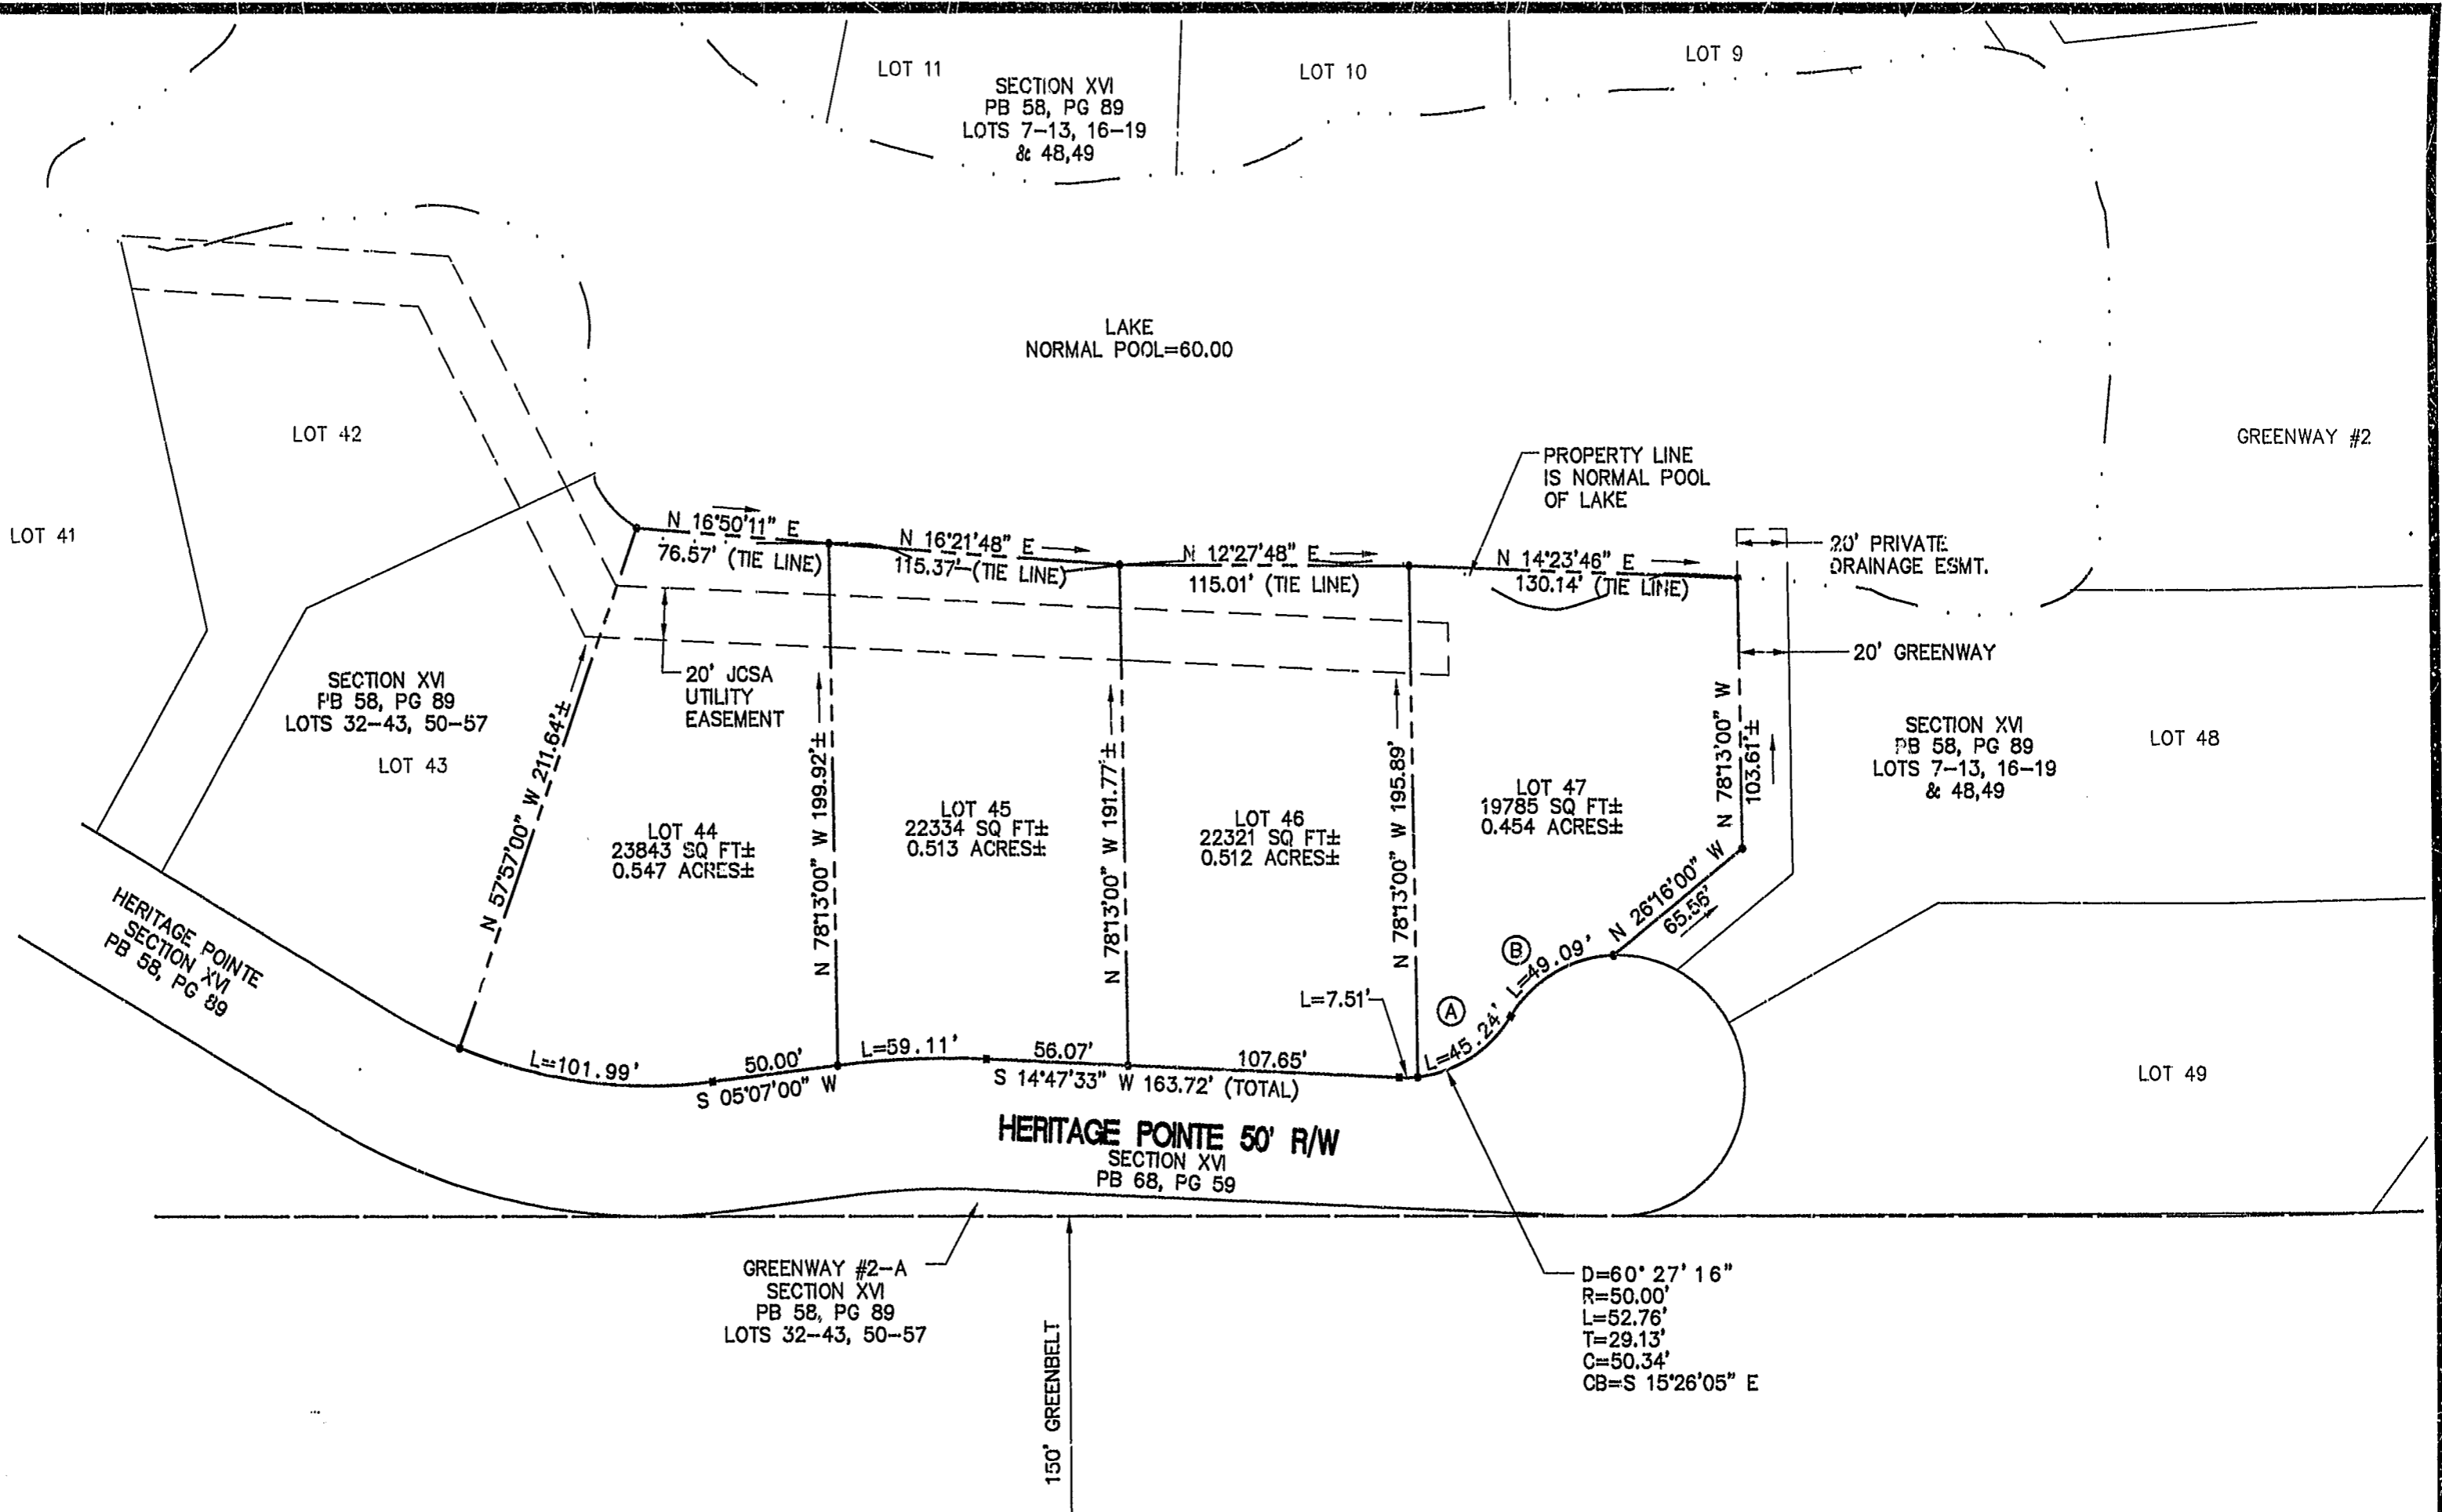 LOT 11
LOT 10
LOT 9
SECTION XVI
PB 58, PG 89
LOTS 7-13, 16-19
& 48,49
LAKE
NORMAL POOL=60.00
LOT 42
GREENWAY #2
LOT 41
PROPERTY LINE
IS NORMAL POOL
OF LAKE
N 16°50'11" E
76.57' (TIE LINE)
N 16°21'48" E
115.37' (TIE LINE)
N 12°27'48" E
115.01' (TIE LINE)
N 14°23'46" E
130.14' (TIE LINE)
20' PRIVATE
DRAINAGE ESMT.
20' GREENWAY
SECTION XVI
PB 58, PG 89
LOTS 32-43, 50-57
LOT 43
20' JCSA
UTILITY
EASEMENT
N 57°57'00" W 211.64'±
N 78°13'00" W 199.92'±
N 78°13'00" W 191.77'±
N 78°13'00" W 195.89'
N 78°13'00" W
103.61'±
SECTION XVI
PB 58, PG 89
LOTS 7-13, 16-19
& 48,49
LOT 48
LOT 44
23843 SQ FT±
0.547 ACRES±
LOT 45
22334 SQ FT±
0.513 ACRES±
LOT 46
22321 SQ FT±
0.512 ACRES±
LOT 47
19785 SQ FT±
0.454 ACRES±
N 26°16'00" W
65.56'
HERITAGE POINTE
SECTION XVI
PB 58, PG 89
B
L=49.09'
A
L=45.24'
L=7.51'
L=101.99'
50.00'
S 05°07'00" W
L=59.11'
56.07'
107.65'
S 14°47'33" W 163.72' (TOTAL)
LOT 49
HERITAGE POINTE 50' R/W
SECTION XVI
PB 68, PG 59
GREENWAY #2-A
SECTION XVI
PB 58, PG 89
LOTS 32-43, 50-57
150' GREENBELT
D=60° 27' 16"
R=50.00'
L=52.76'
T=29.13'
C=50.34'
CB=S 15°26'05" E